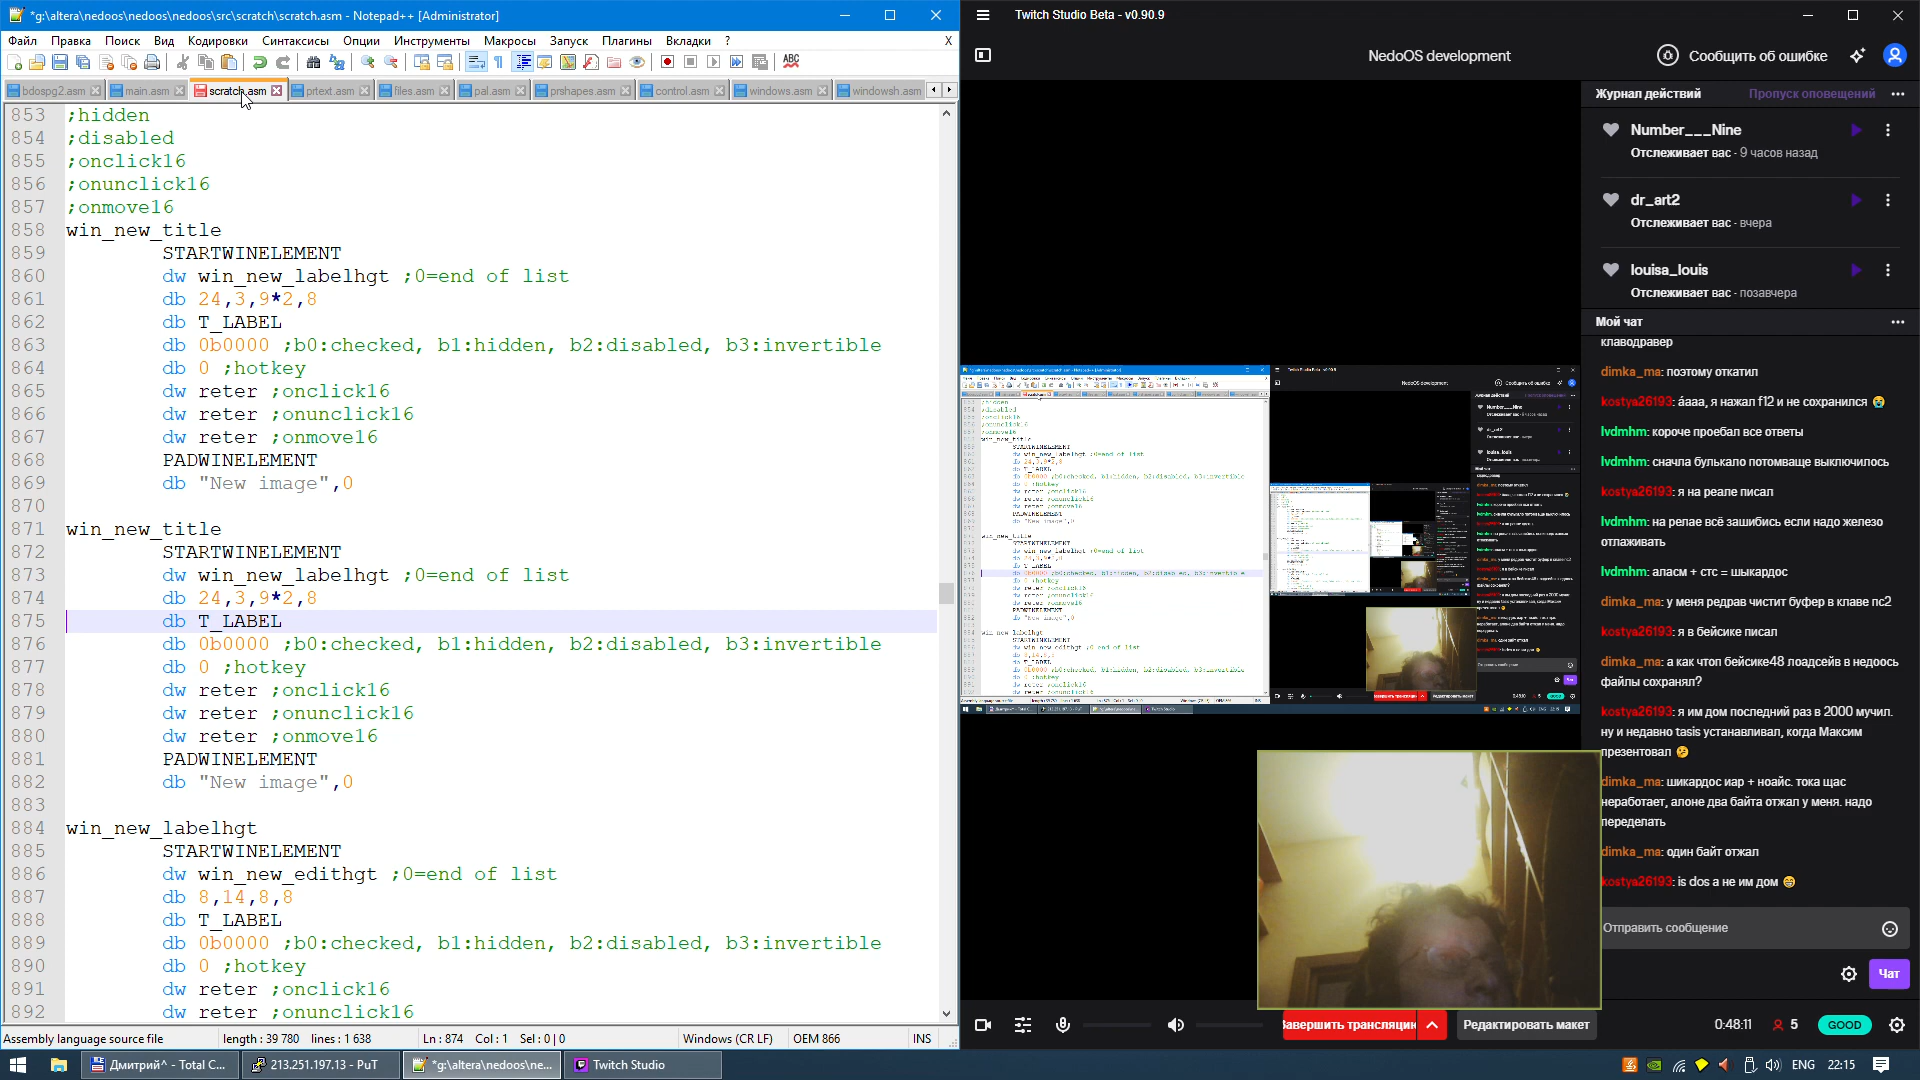 *g:\altera\nedoos\nedoos\nedoos\src\scratch\scratch.asm - Notepad++ [Administrator]
Файл Правка Поиск Вид Кодировки Синтаксисы Опции Инструменты Макросы Запуск Плагины Вкладки ? X
bdospg2.asm main.asm scratch.asm prtext.asm files.asm pal.asm prshapes.asm control.asm windows.asm windowsh.asm
853 ;hidden
854 ;disabled
855 ;onclick16
856 ;onunclick16
857 ;onmove16
858 win_new_title
859 STARTWINELEMENT
860 dw win_new_labelhgt ;0=end of list
861 db 24,3,9*2,8
862 db T_LABEL
863 db 0b0000 ;b0:checked, b1:hidden, b2:disabled, b3:invertible
864 db 0 ;hotkey
865 dw reter ;onclick16
866 dw reter ;onunclick16
867 dw reter ;onmove16
868 PADWINELEMENT
869 db "New image",0
870
871 win_new_title
872 STARTWINELEMENT
873 dw win_new_labelhgt ;0=end of list
874 db 24,3,9*2,8
875 db T_LABEL
876 db 0b0000 ;b0:checked, b1:hidden, b2:disabled, b3:invertible
877 db 0 ;hotkey
878 dw reter ;onclick16
879 dw reter ;onunclick16
880 dw reter ;onmove16
881 PADWINELEMENT
882 db "New image",0
883
884 win_new_labelhgt
885 STARTWINELEMENT
886 dw win_new_edithgt ;0=end of list
887 db 8,14,8,8
888 db T_LABEL
889 db 0b0000 ;b0:checked, b1:hidden, b2:disabled, b3:invertible
890 db 0 ;hotkey
891 dw reter ;onclick16
892 dw reter ;onunclick16
Assembly language source file length : 39 780 lines : 1 638 Ln : 874 Col : 1 Sel : 0 | 0 Windows (CR LF) OEM 866 INS
Twitch Studio Beta - v0.90.9
NedoOS development
Сообщить об ошибке
Журнал действий Пропуск оповещений
Number___Nine
Отслеживает вас - 9 часов назад
dr_art2
Отслеживает вас - вчера
louisa_louis
Отслеживает вас - позавчера
Мой чат
клаводравер
dimka_ma: поэтому откатил
kostya26193: áааа, я нажал f12 и не сохранился 😭
lvdmhm: короче проебал все ответы
lvdmhm: сначла булькало потомваще выключилось
kostya26193: я на реале писал
lvdmhm: на релае всё зашибись если надо железо
отлаживать
lvdmhm: аласм + стс = шыкардос
dimka_ma: у меня редрав чистит буфер в клаве пс2
kostya26193: я в бейсике писал
dimka_ma: а как чтоп бейсике48 лоадсейв в недоось
файлы сохранял?
kostya26193: я им дом последний раз в 2000 мучил.
ну и недавно tasis устанавливал, когда Максим
презентовал 🤔
dimka_ma: шикардос иар + ноайс. тока щас
неработает, алоне два байта отжал у меня. надо
переделать
dimka_ma: один байт отжал
kostya26193: is dos а не им дом 😁
Отправить сообщение
Чат
Завершить трансляцию Редактировать макет 0:48:11 5 GOOD
Дмитрий^ - Total C... 213.251.197.13 - PuT *g:\altera\nedoos\ne... Twitch Studio ENG 22:15